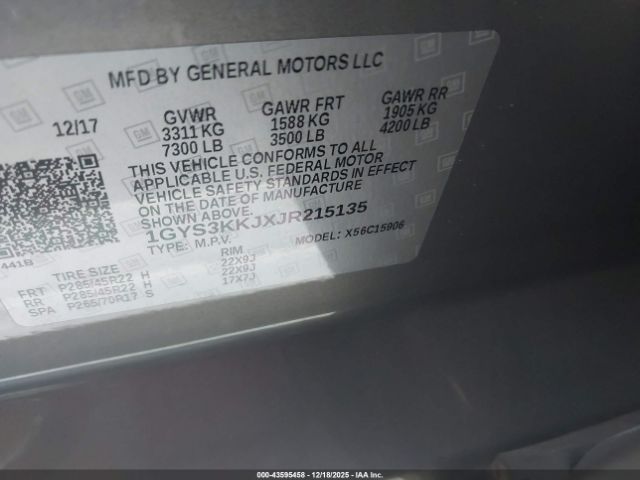 MFD BY GENERAL MOTORS LLC
12/17 GVWR GAWR FRT GAWR RR
3311 KG 1588 KG 1905 KG
7300 LB 3500 LB 4200 LB
THIS VEHICLE CONFORMS TO ALL
APPLICABLE U.S. FEDERAL MOTOR
VEHICLE SAFETY STANDARDS IN EFFECT
ON THE DATE OF MANUFACTURE
SHOWN ABOVE.
1GYS3KKJXJR215135
TYPE: M.P.V. MODEL: X56C15906
441B
TIRE SIZE RIM
FRT P285/45R22 H 22X9J
RR P285/45R22 H 22X9J
SPA P265/70R17 S 17X7J
000-43595458 - 12/18/2025 - IAAI.COM